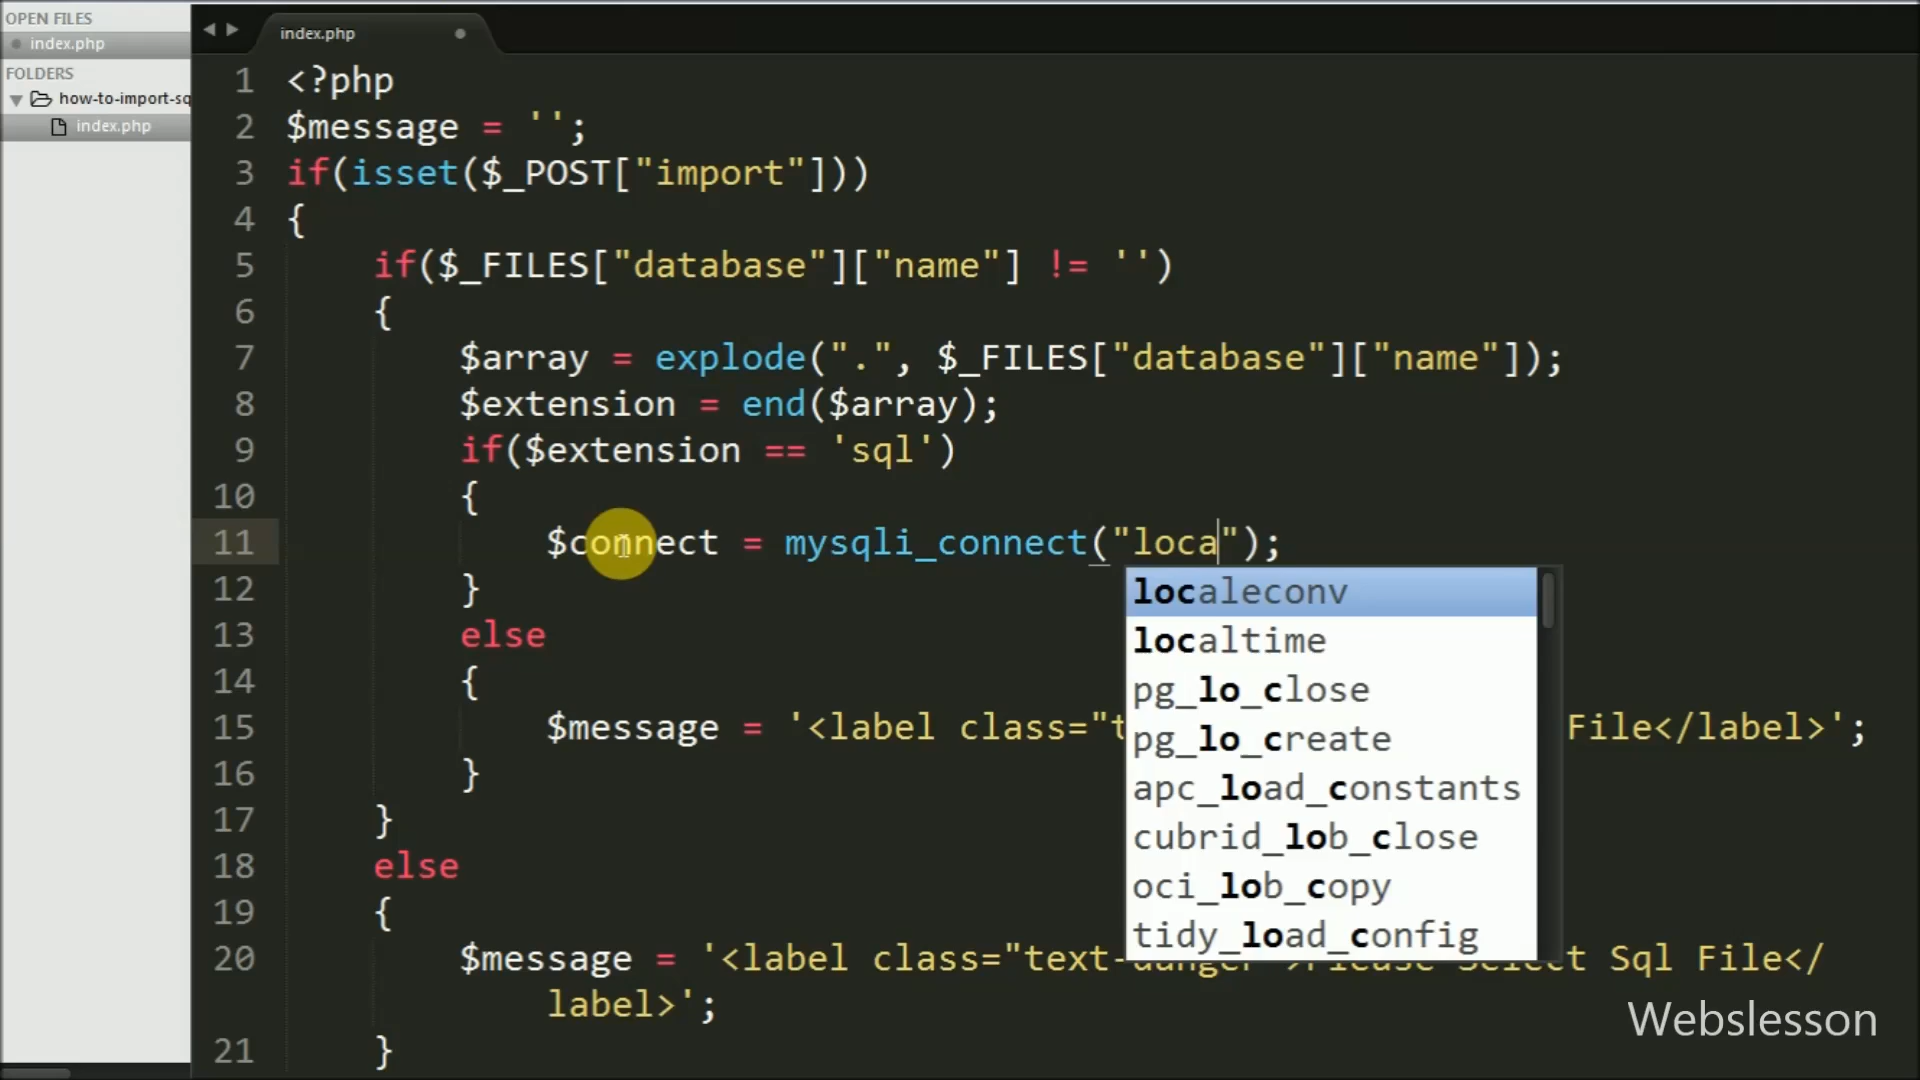 OPEN FILES
index.php
FOLDERS
how-to-import-sq
index.php
index.php
1 <?php
2 $message = '';
3 if(isset($_POST["import"]))
4 {
5 if($_FILES["database"]["name"] != '')
6 {
7 $array = explode(".", $_FILES["database"]["name"]);
8 $extension = end($array);
9 if($extension == 'sql')
10 {
11 $connect = mysqli_connect("loca");
12 }
localeconv
localtime
pg_lo_close
pg_lo_create
apc_load_constants
cubrid_lob_close
oci_lob_copy
tidy_load_config
13 else
14 {
15 $message = '<label class="t File</label>';
16 }
17 }
18 else
19 {
20 $message = '<label class="text- Sql File</
label>';
21 }
Webslesson